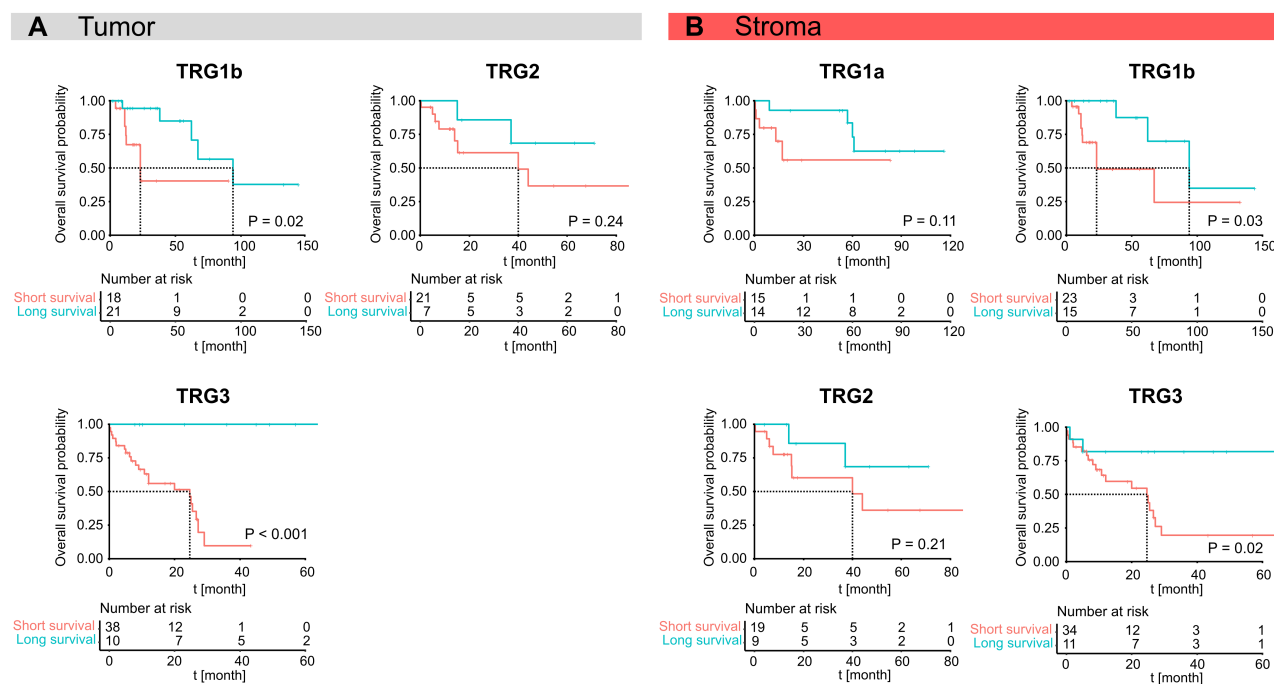 A Tumor
TRG1b
Overall survival probability
1.00
0.75
0.50
0.25
0.00
P = 0.02
0 50 100 150
t [month]
Number at risk
Short survival 18 1 0 0
Long survival 21 9 2 0
0 50 100 150
t [month]
TRG2
Overall survival probability
1.00
0.75
0.50
0.25
0.00
P = 0.24
0 20 40 60 80
t [month]
Number at risk
Short survival 21 5 5 2 1
Long survival 7 5 3 2 0
0 20 40 60 80
t [month]
TRG3
Overall survival probability
1.00
0.75
0.50
0.25
0.00
P < 0.001
0 20 40 60
t [month]
Number at risk
Short survival 38 12 1 0
Long survival 10 7 5 2
0 20 40 60
t [month]
B Stroma
TRG1a
Overall survival probability
1.00
0.75
0.50
0.25
0.00
P = 0.11
0 30 60 90 120
t [month]
Number at risk
Short survival 15 1 1 0 0
Long survival 14 12 8 2 0
0 30 60 90 120
t [month]
TRG1b
Overall survival probability
1.00
0.75
0.50
0.25
0.00
P = 0.03
0 50 100 150
t [month]
Number at risk
Short survival 23 3 1 0
Long survival 15 7 1 0
0 50 100 150
t [month]
TRG2
Overall survival probability
1.00
0.75
0.50
0.25
0.00
P = 0.21
0 20 40 60 80
t [month]
Number at risk
Short survival 19 5 5 2 1
Long survival 9 5 3 2 0
0 20 40 60 80
t [month]
TRG3
Overall survival probability
1.00
0.75
0.50
0.25
0.00
P = 0.02
0 20 40 60
t [month]
Number at risk
Short survival 34 12 3 1
Long survival 11 7 3 1
0 20 40 60
t [month]